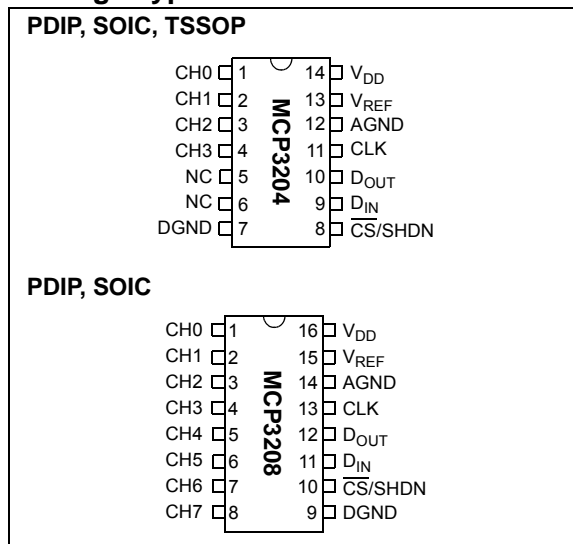 PDIP, SOIC, TSSOP
CH0 1 14 VDD
CH1 2 13 VREF
CH2 3 12 AGND
CH3 4 11 CLK
NC 5 10 DOUT
NC 6 9 DIN
DGND 7 8 CS/SHDN
MCP3204
PDIP, SOIC
CH0 1 16 VDD
CH1 2 15 VREF
CH2 3 14 AGND
CH3 4 13 CLK
CH4 5 12 DOUT
CH5 6 11 DIN
CH6 7 10 CS/SHDN
CH7 8 9 DGND
MCP3208